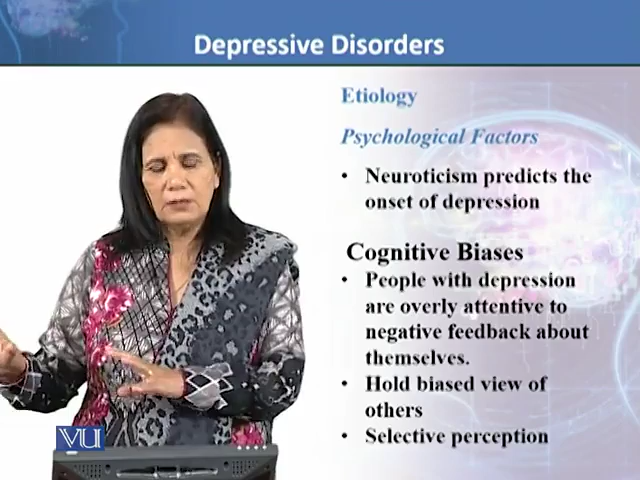 Depressive Disorders
Etiology
Psychological Factors
• Neuroticism predicts the
onset of depression
Cognitive Biases
• People with depression
are overly attentive to
negative feedback about
themselves.
• Hold biased view of
others
• Selective perception
VU